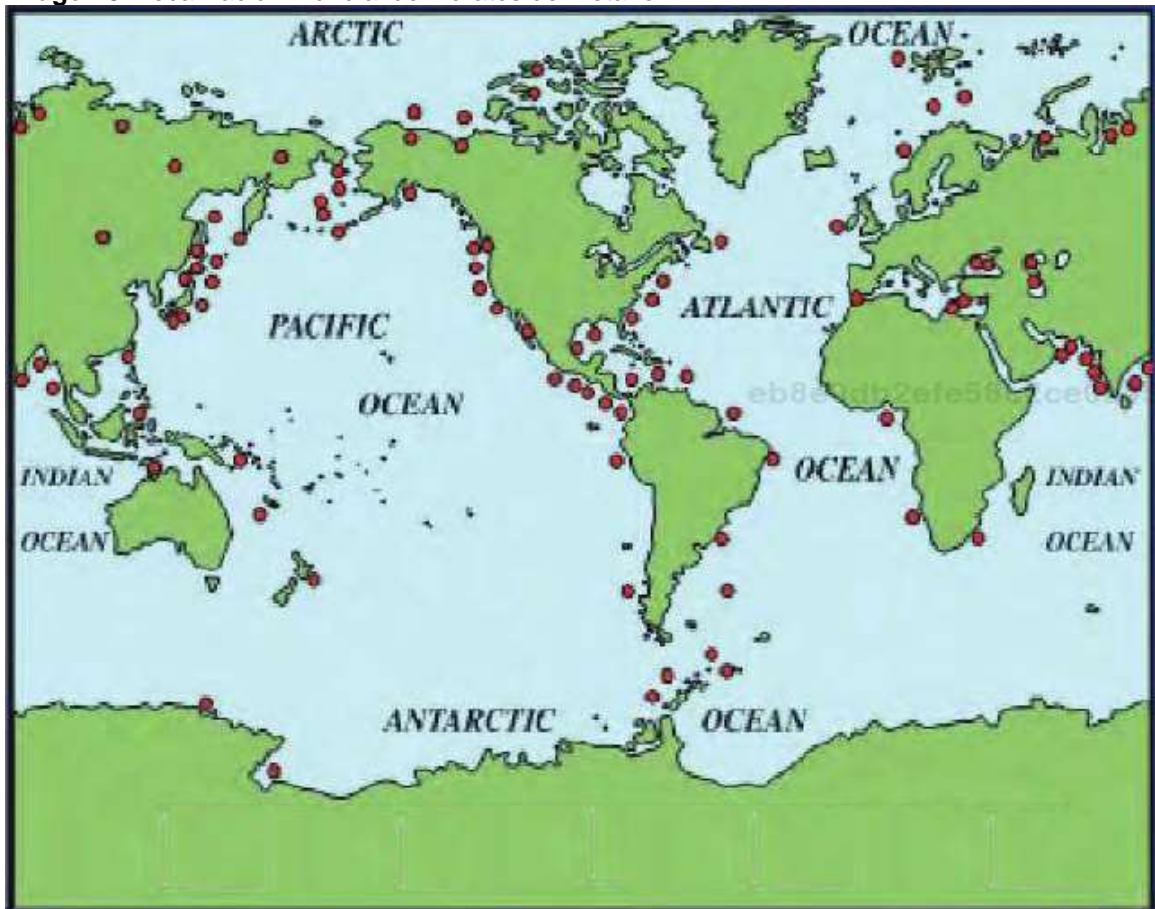 ARCTIC OCEAN
PACIFIC
OCEAN
ATLANTIC
OCEAN
INDIAN
OCEAN
INDIAN
OCEAN
ANTARCTIC OCEAN